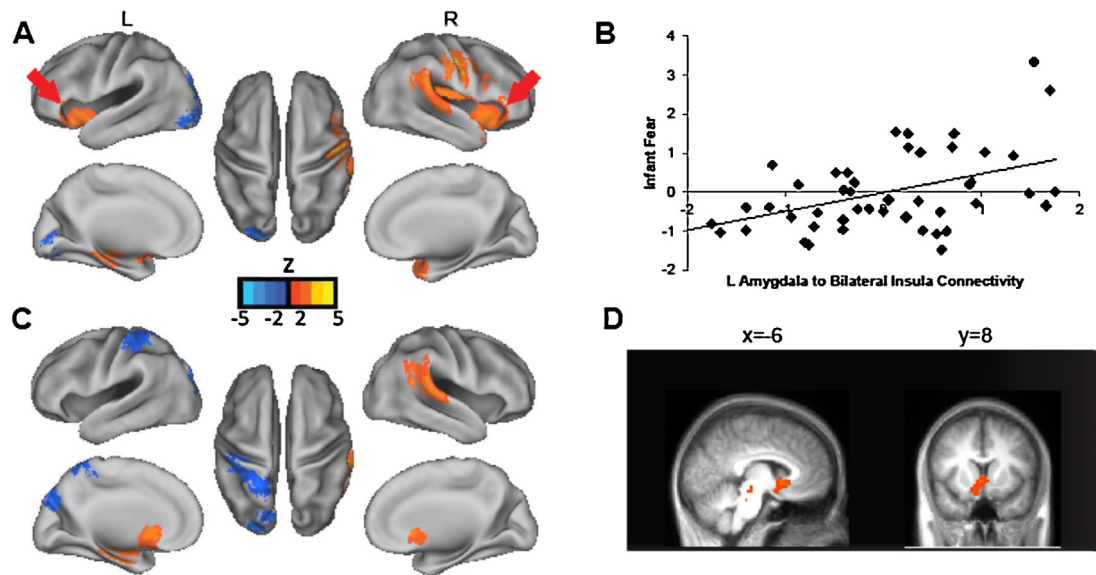 A
L
R
B
Infant Fear
4
3
2
1
0
-1
-2
-2
-1
0
1
2
L Amygdala to Bilateral Insula Connectivity
Z
-5 -2 2 5
C
D
x=-6
y=8